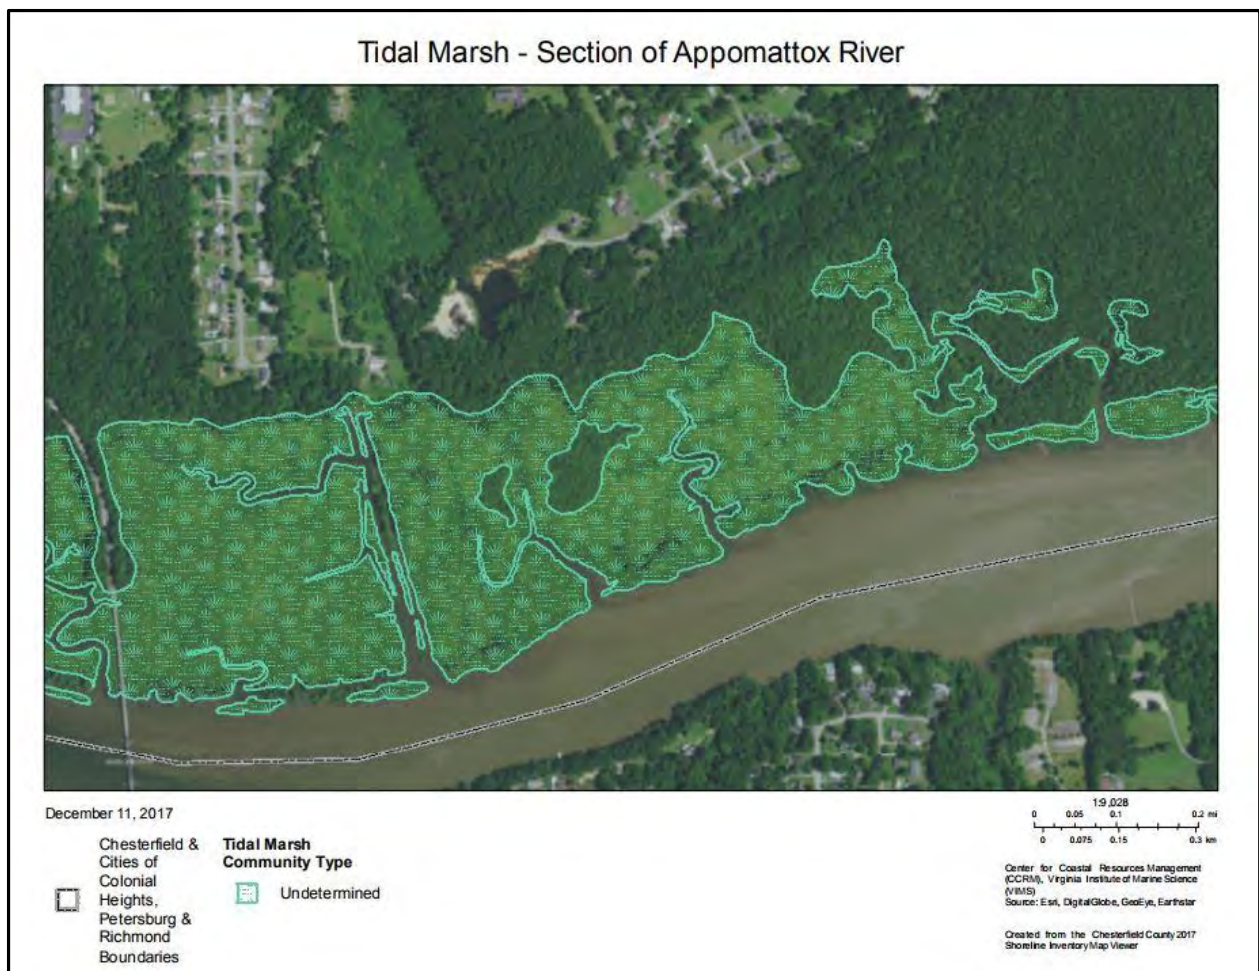 Tidal Marsh - Section of Appomattox River
December 11, 2017
Chesterfield &
Cities of
Colonial
Heights,
Petersburg &
Richmond
Boundaries
Tidal Marsh
Community Type
Undetermined
1:9,028
0 0.05 0.1 0.2 mi
0 0.075 0.15 0.3 km
Center for Coastal Resources Management
(CCRM), Virginia Institute of Marine Science
(VIMS)
Source: Esri, DigitalGlobe, GeoEye, Earthstar
Created from the Chesterfield County 2017
Shoreline Inventory Map Viewer